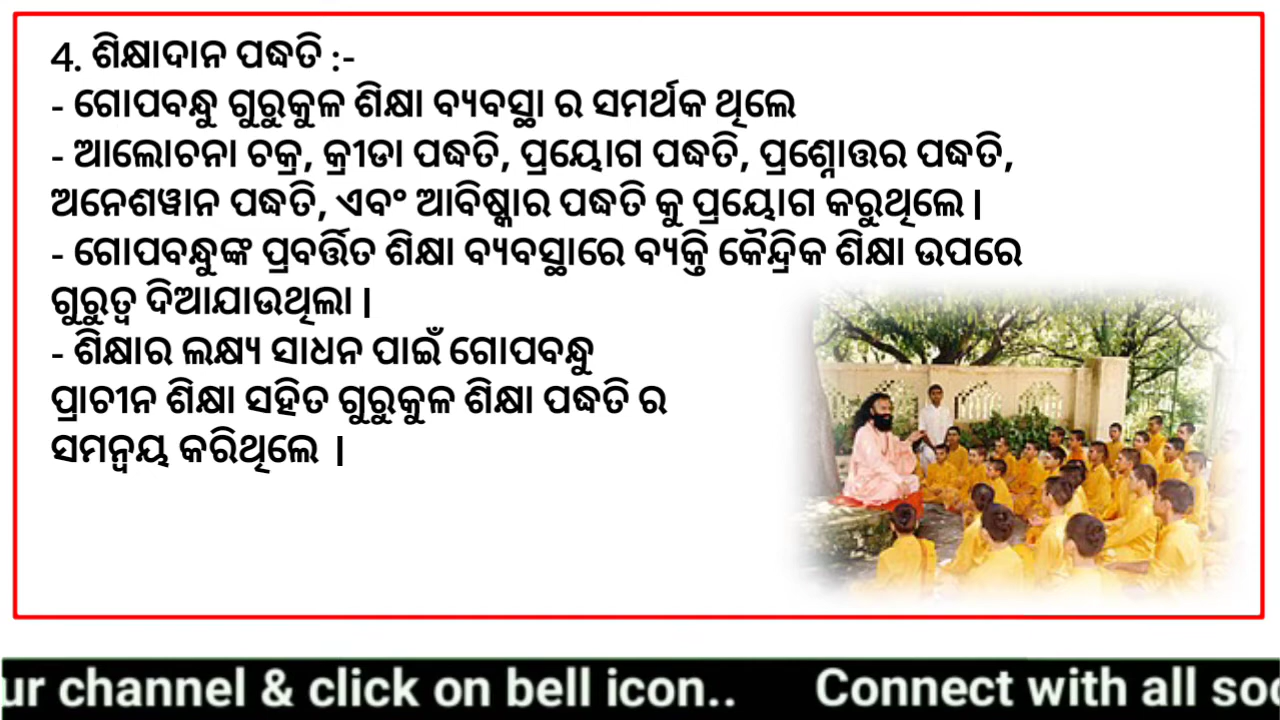 4. ଶିକ୍ଷାଦାନ ପଦ୍ଧତି :-
- ଗୋପବନ୍ଧୁ ଗୁରୁକୁଳ ଶିକ୍ଷା ବ୍ୟବସ୍ଥା ର ସମର୍ଥକ ଥିଲେ
- ଆଲୋଚନା ଚକ୍ର, କ୍ରୀଡା ପଦ୍ଧତି, ପ୍ରୟୋଗ ପଦ୍ଧତି, ପ୍ରଶ୍ନୋତ୍ତର ପଦ୍ଧତି,
ଅନେଶୱାନ ପଦ୍ଧତି, ଏବଂ ଆବିଷ୍କାର ପଦ୍ଧତି କୁ ପ୍ରୟୋଗ କରୁଥିଲେ |
- ଗୋପବନ୍ଧୁଙ୍କ ପ୍ରବର୍ତ୍ତିତ ଶିକ୍ଷା ବ୍ୟବସ୍ଥାରେ ବ୍ୟକ୍ତି କୈନ୍ଦ୍ରିକ ଶିକ୍ଷା ଉପରେ
ଗୁରୁତ୍ୱ ଦିଆଯାଉଥିଲା |
- ଶିକ୍ଷାର ଲକ୍ଷ୍ୟ ସାଧନ ପାଇଁ ଗୋପବନ୍ଧୁ
ପ୍ରାଚୀନ ଶିକ୍ଷା ସହିତ ଗୁରୁକୁଳ ଶିକ୍ଷା ପଦ୍ଧତି ର
ସମନ୍ୱୟ କରିଥିଲେ |
ur channel & click on bell icon.. Connect with all soc